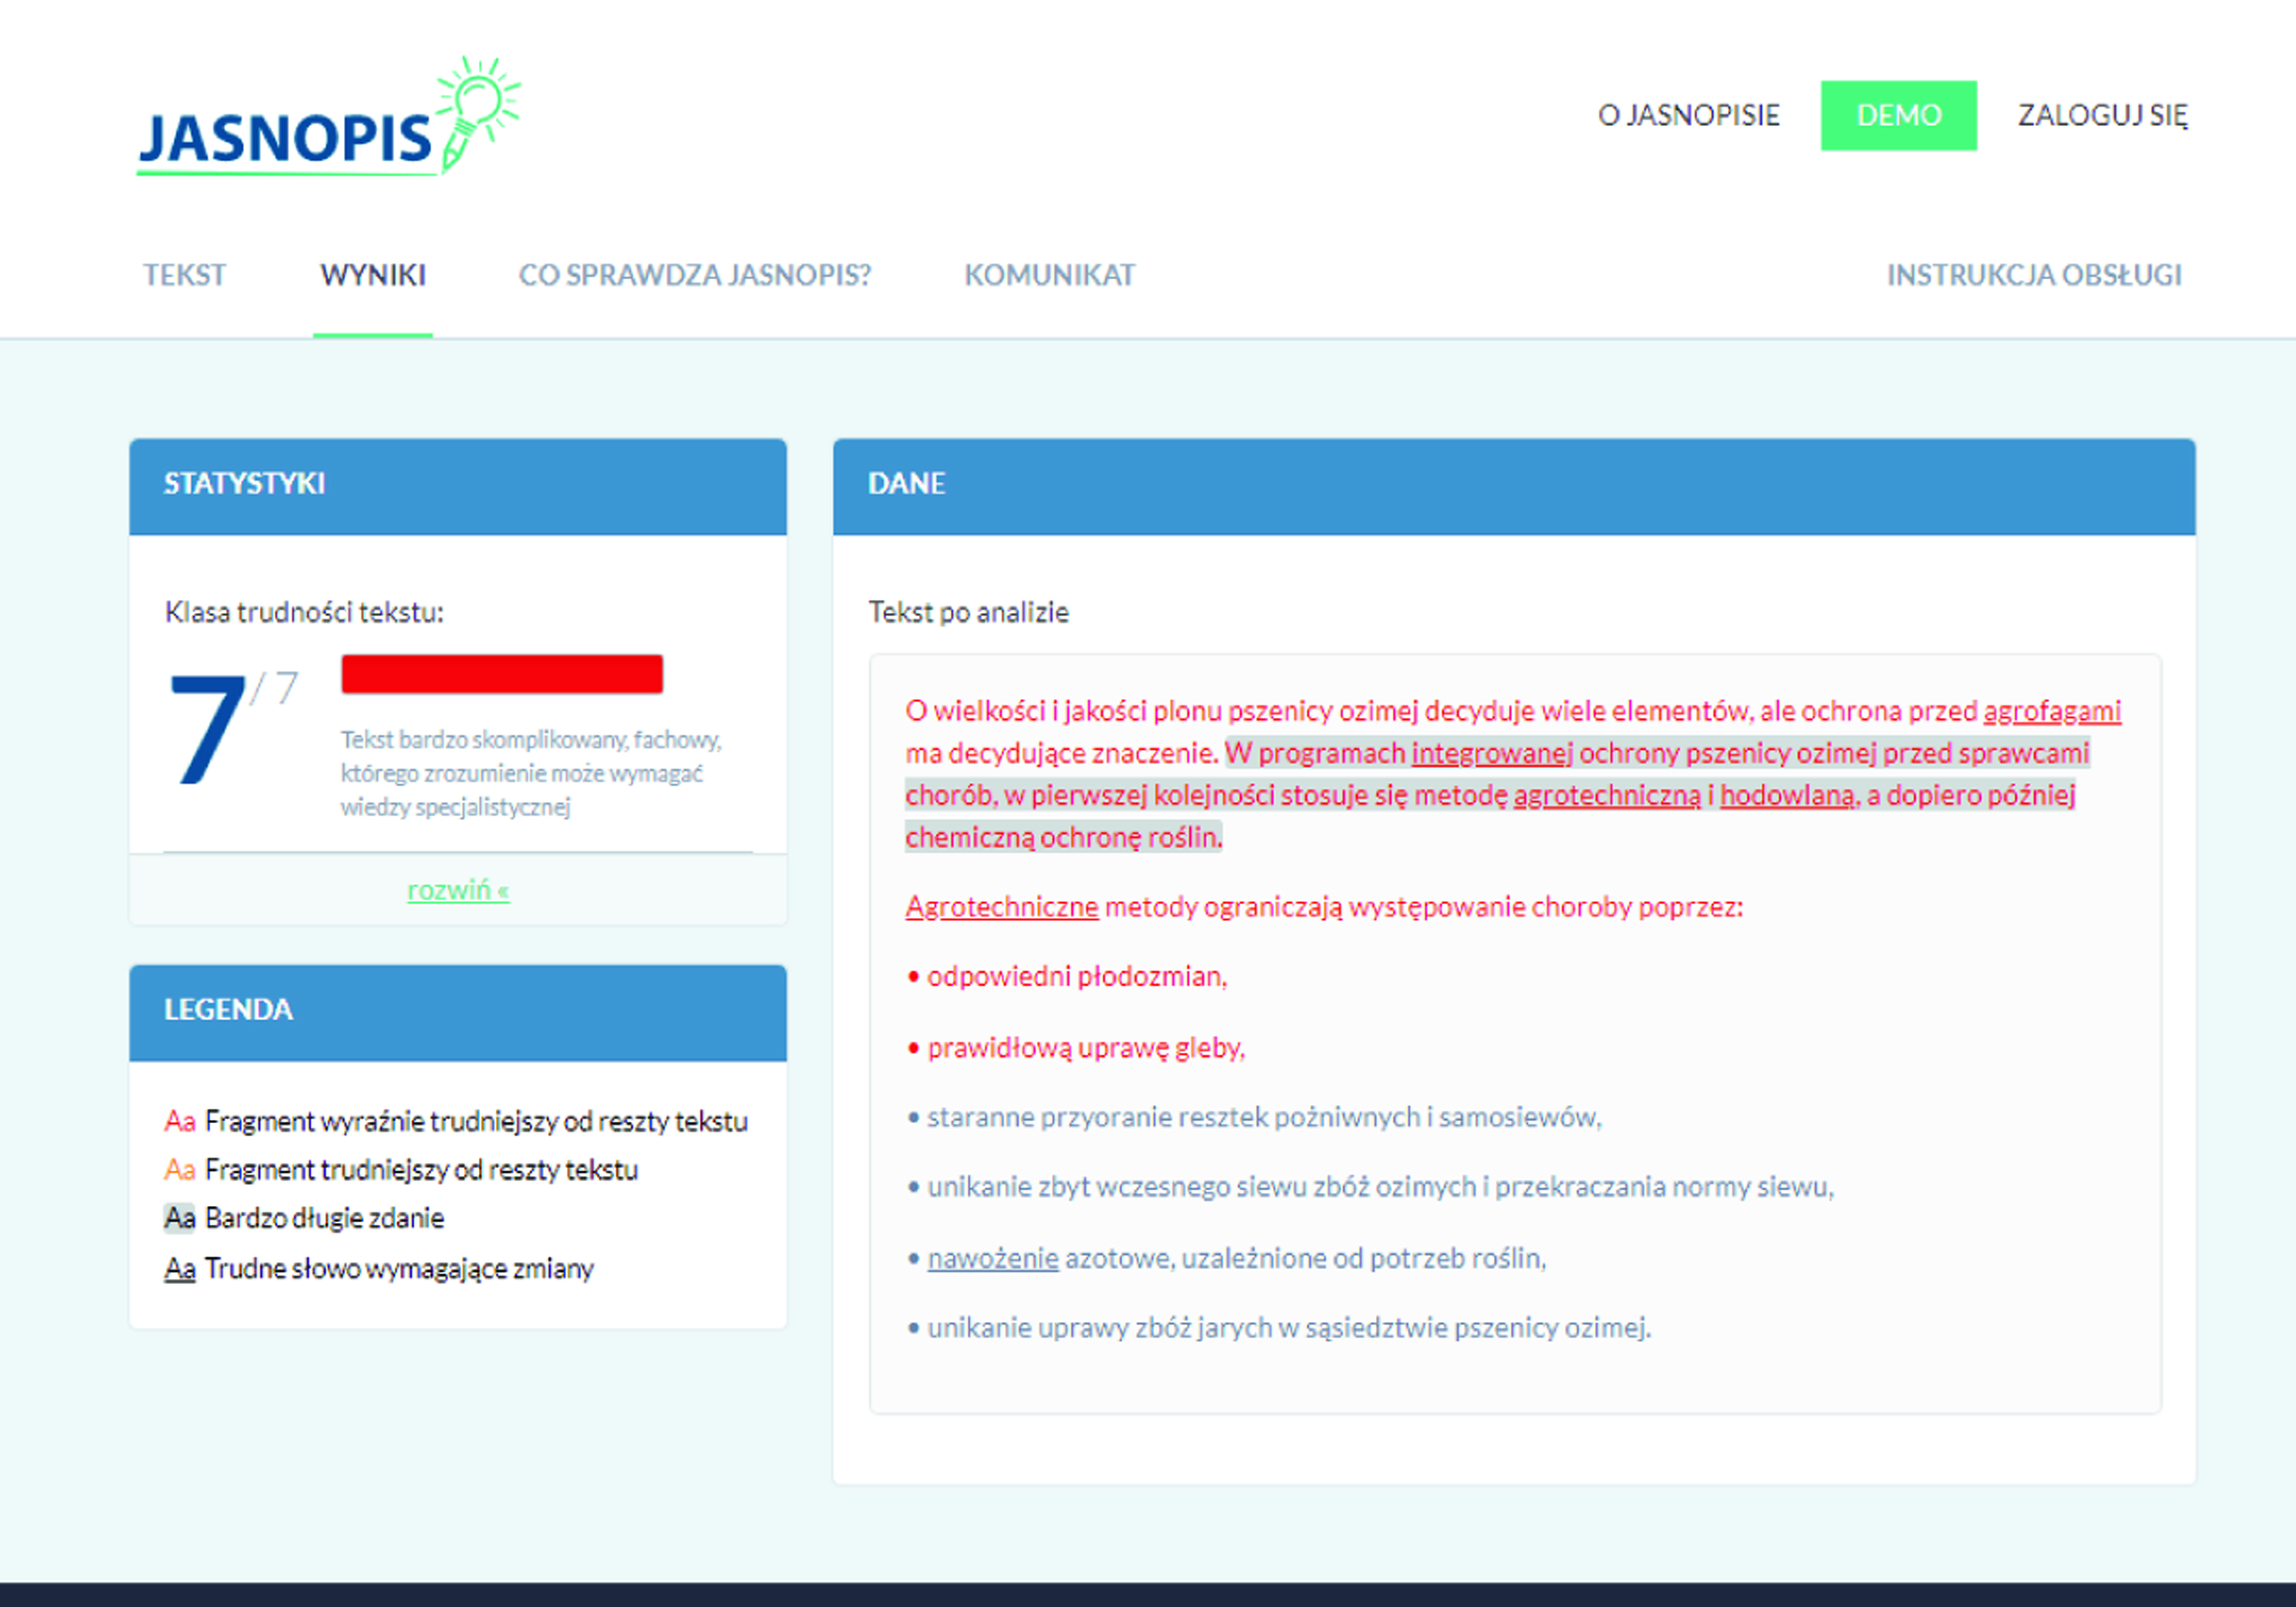 JASNOPIS
O JASNOPISIE
DEMO
ZALOGUJ SIĘ
TEKST
WYNIKI
CO SPRAWDZA JASNOPIS?
KOMUNIKAT
INSTRUKCJA OBSŁUGI
STATYSTYKI
Klasa trudności tekstu:
7/7
Tekst bardzo skomplikowany, fachowy,
którego zrozumienie może wymagać
wiedzy specjalistycznej
rozwiń «
LEGENDA
Aa Fragment wyraźnie trudniejszy od reszty tekstu
Aa Fragment trudniejszy od reszty tekstu
Aa Bardzo długie zdanie
Aa Trudne słowo wymagające zmiany
DANE
Tekst po analizie
O wielkości i jakości plonu pszenicy ozimej decyduje wiele elementów, ale ochrona przed agrofagami
ma decydujące znaczenie. W programach integrowanej ochrony pszenicy ozimej przed sprawcami
chorób, w pierwszej kolejności stosuje się metodę agrotechniczną i hodowlaną, a dopiero później
chemiczną ochronę roślin.
Agrotechniczne metody ograniczają występowanie choroby poprzez:
• odpowiedni płodozmian,
• prawidłową uprawę gleby,
• staranne przyoranie resztek pożniwnych i samosiewów,
• unikanie zbyt wczesnego siewu zbóż ozimych i przekraczania normy siewu,
• nawożenie azotowe, uzależnione od potrzeb roślin,
• unikanie uprawy zbóż jarych w sąsiedztwie pszenicy ozimej.